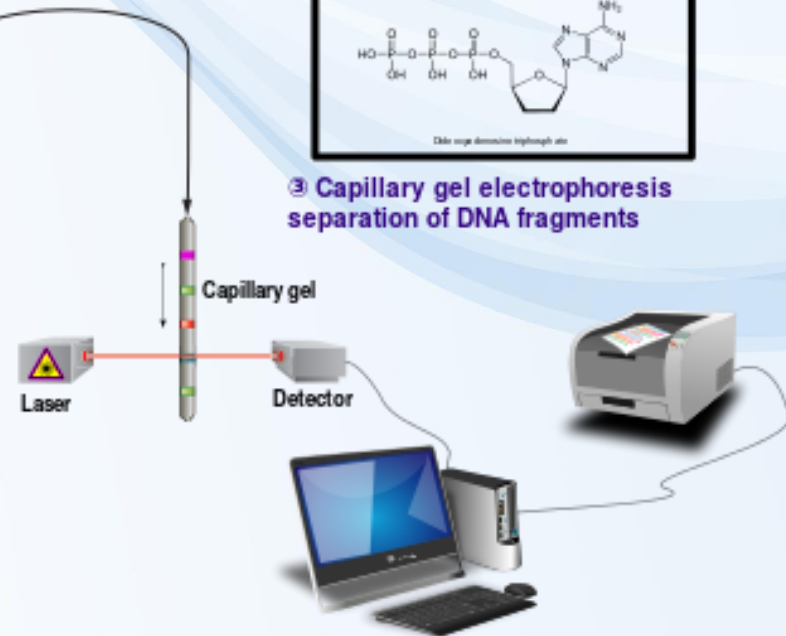 NH₂
N
N
N
N
O
O
O
HO-P-O-P-O-P-O
OH
OH
OH
O
③ Capillary gel electrophoresis
separation of DNA fragments
Capillary gel
Laser
Detector